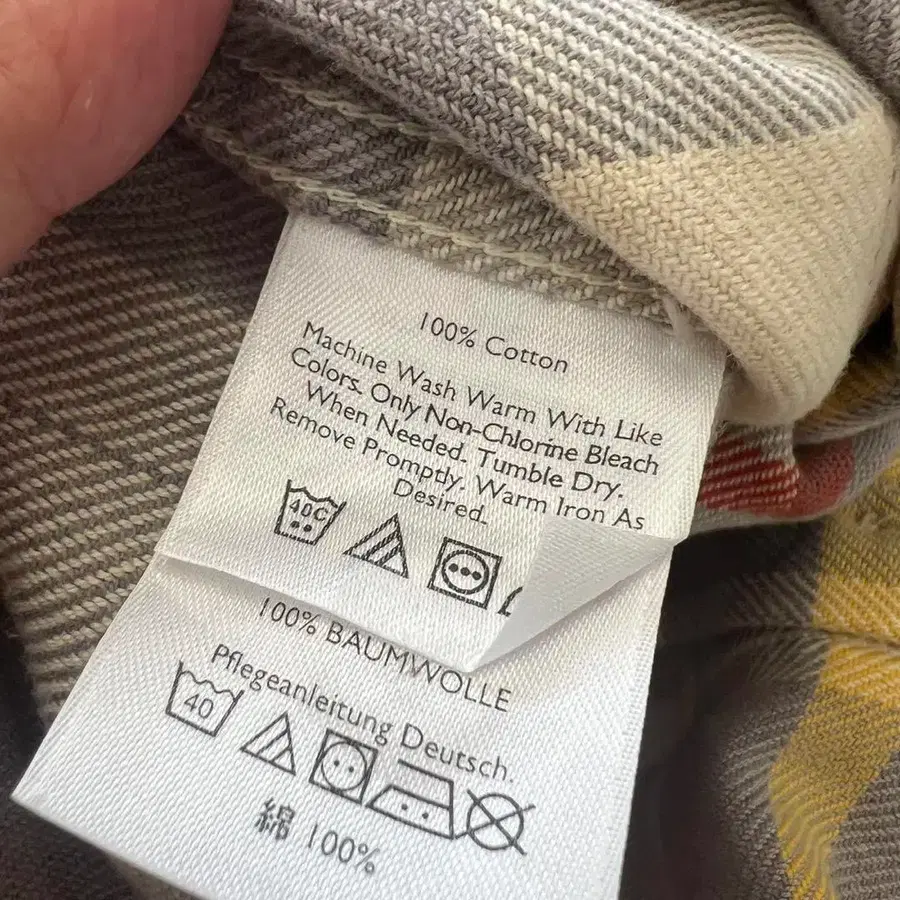 100% Cotton
Machine Wash Warm With Like
Colors. Only Non-Chlorine Bleach
When Needed. Tumble Dry.
Remove Promptly. Warm Iron As
Desired.
40C
100% BAUMWOLLE
Pflegeanleitung Deutsch.
40
綿 100%